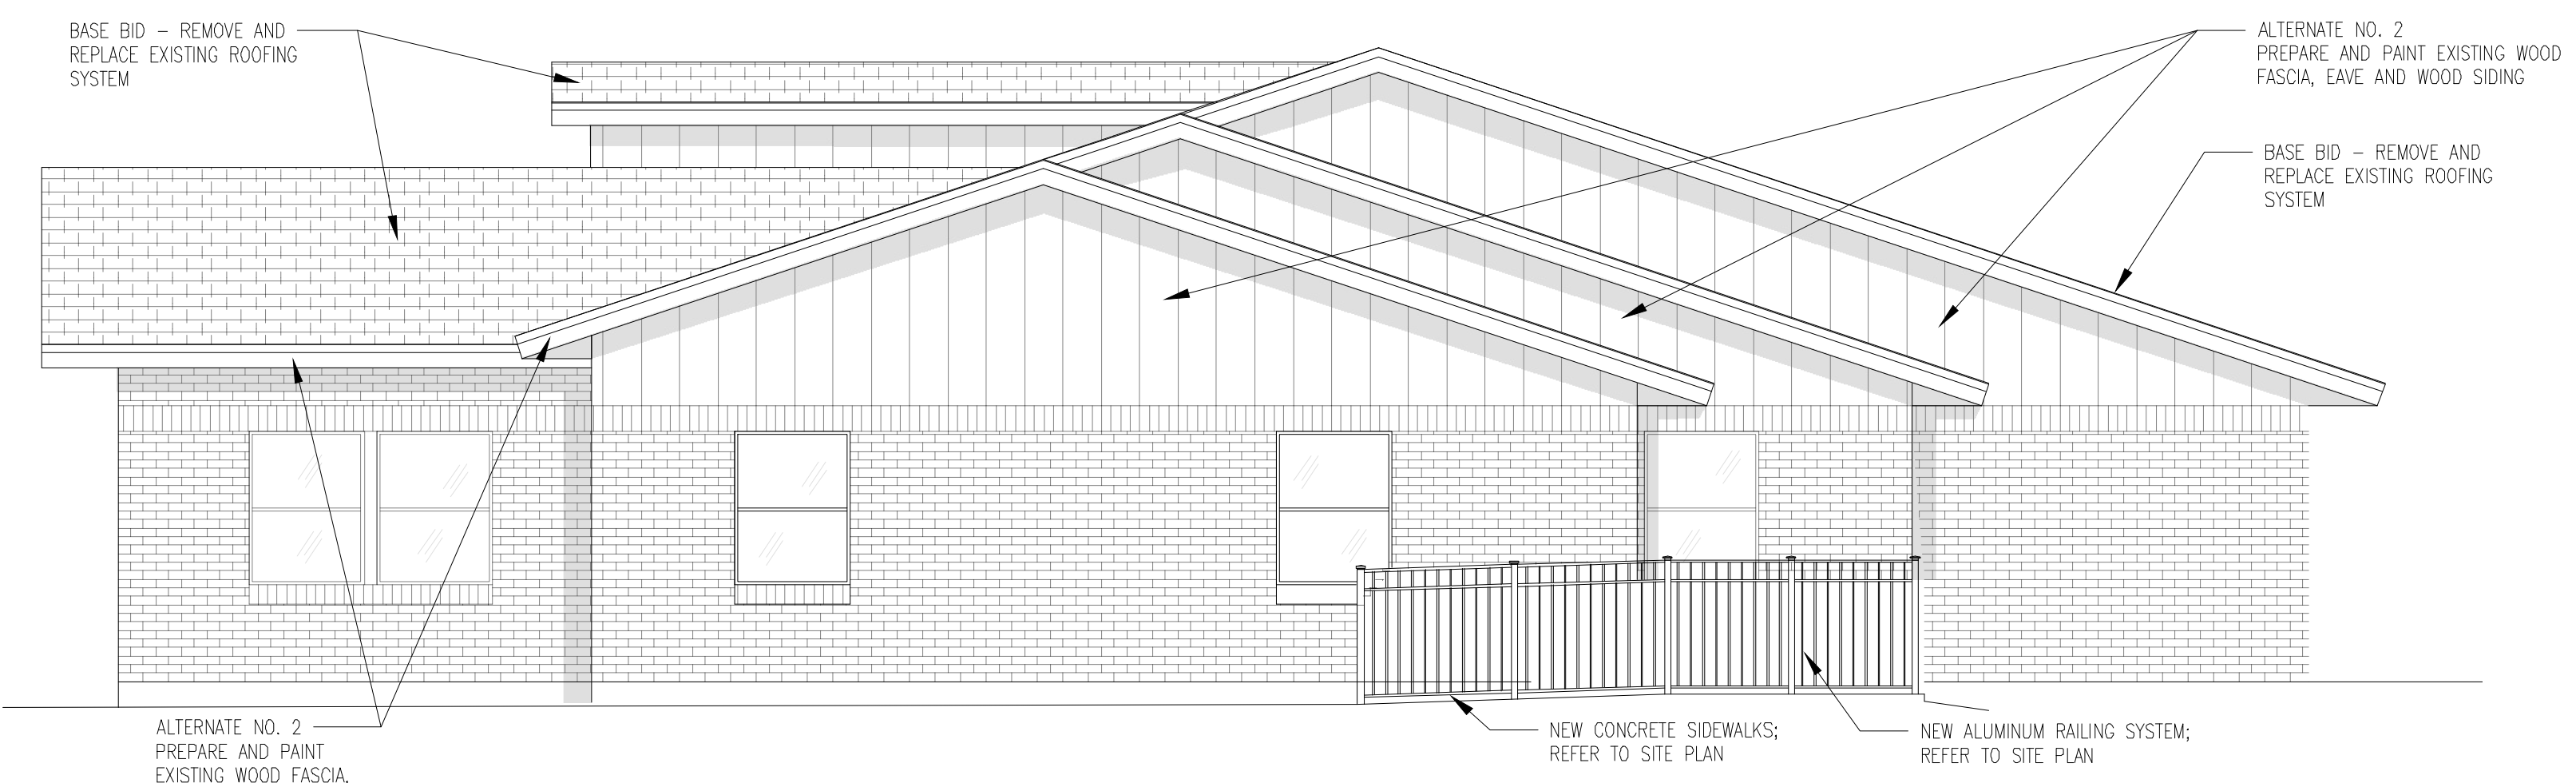 BASE BID – REMOVE AND
REPLACE EXISTING ROOFING
SYSTEM
ALTERNATE NO. 2
PREPARE AND PAINT EXISTING WOOD
FASCIA, EAVE AND WOOD SIDING
BASE BID – REMOVE AND
REPLACE EXISTING ROOFING
SYSTEM
ALTERNATE NO. 2
PREPARE AND PAINT
EXISTING WOOD FASCIA,
NEW CONCRETE SIDEWALKS;
REFER TO SITE PLAN
NEW ALUMINUM RAILING SYSTEM;
REFER TO SITE PLAN